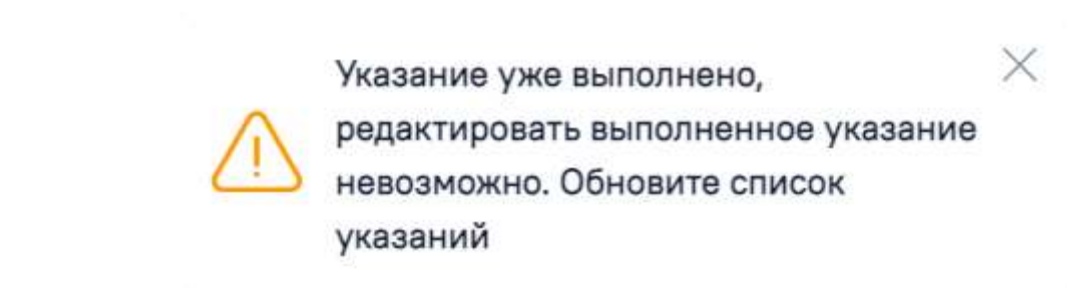 Указание уже выполнено,
редактировать выполненное указание
невозможно. Обновите список
указаний